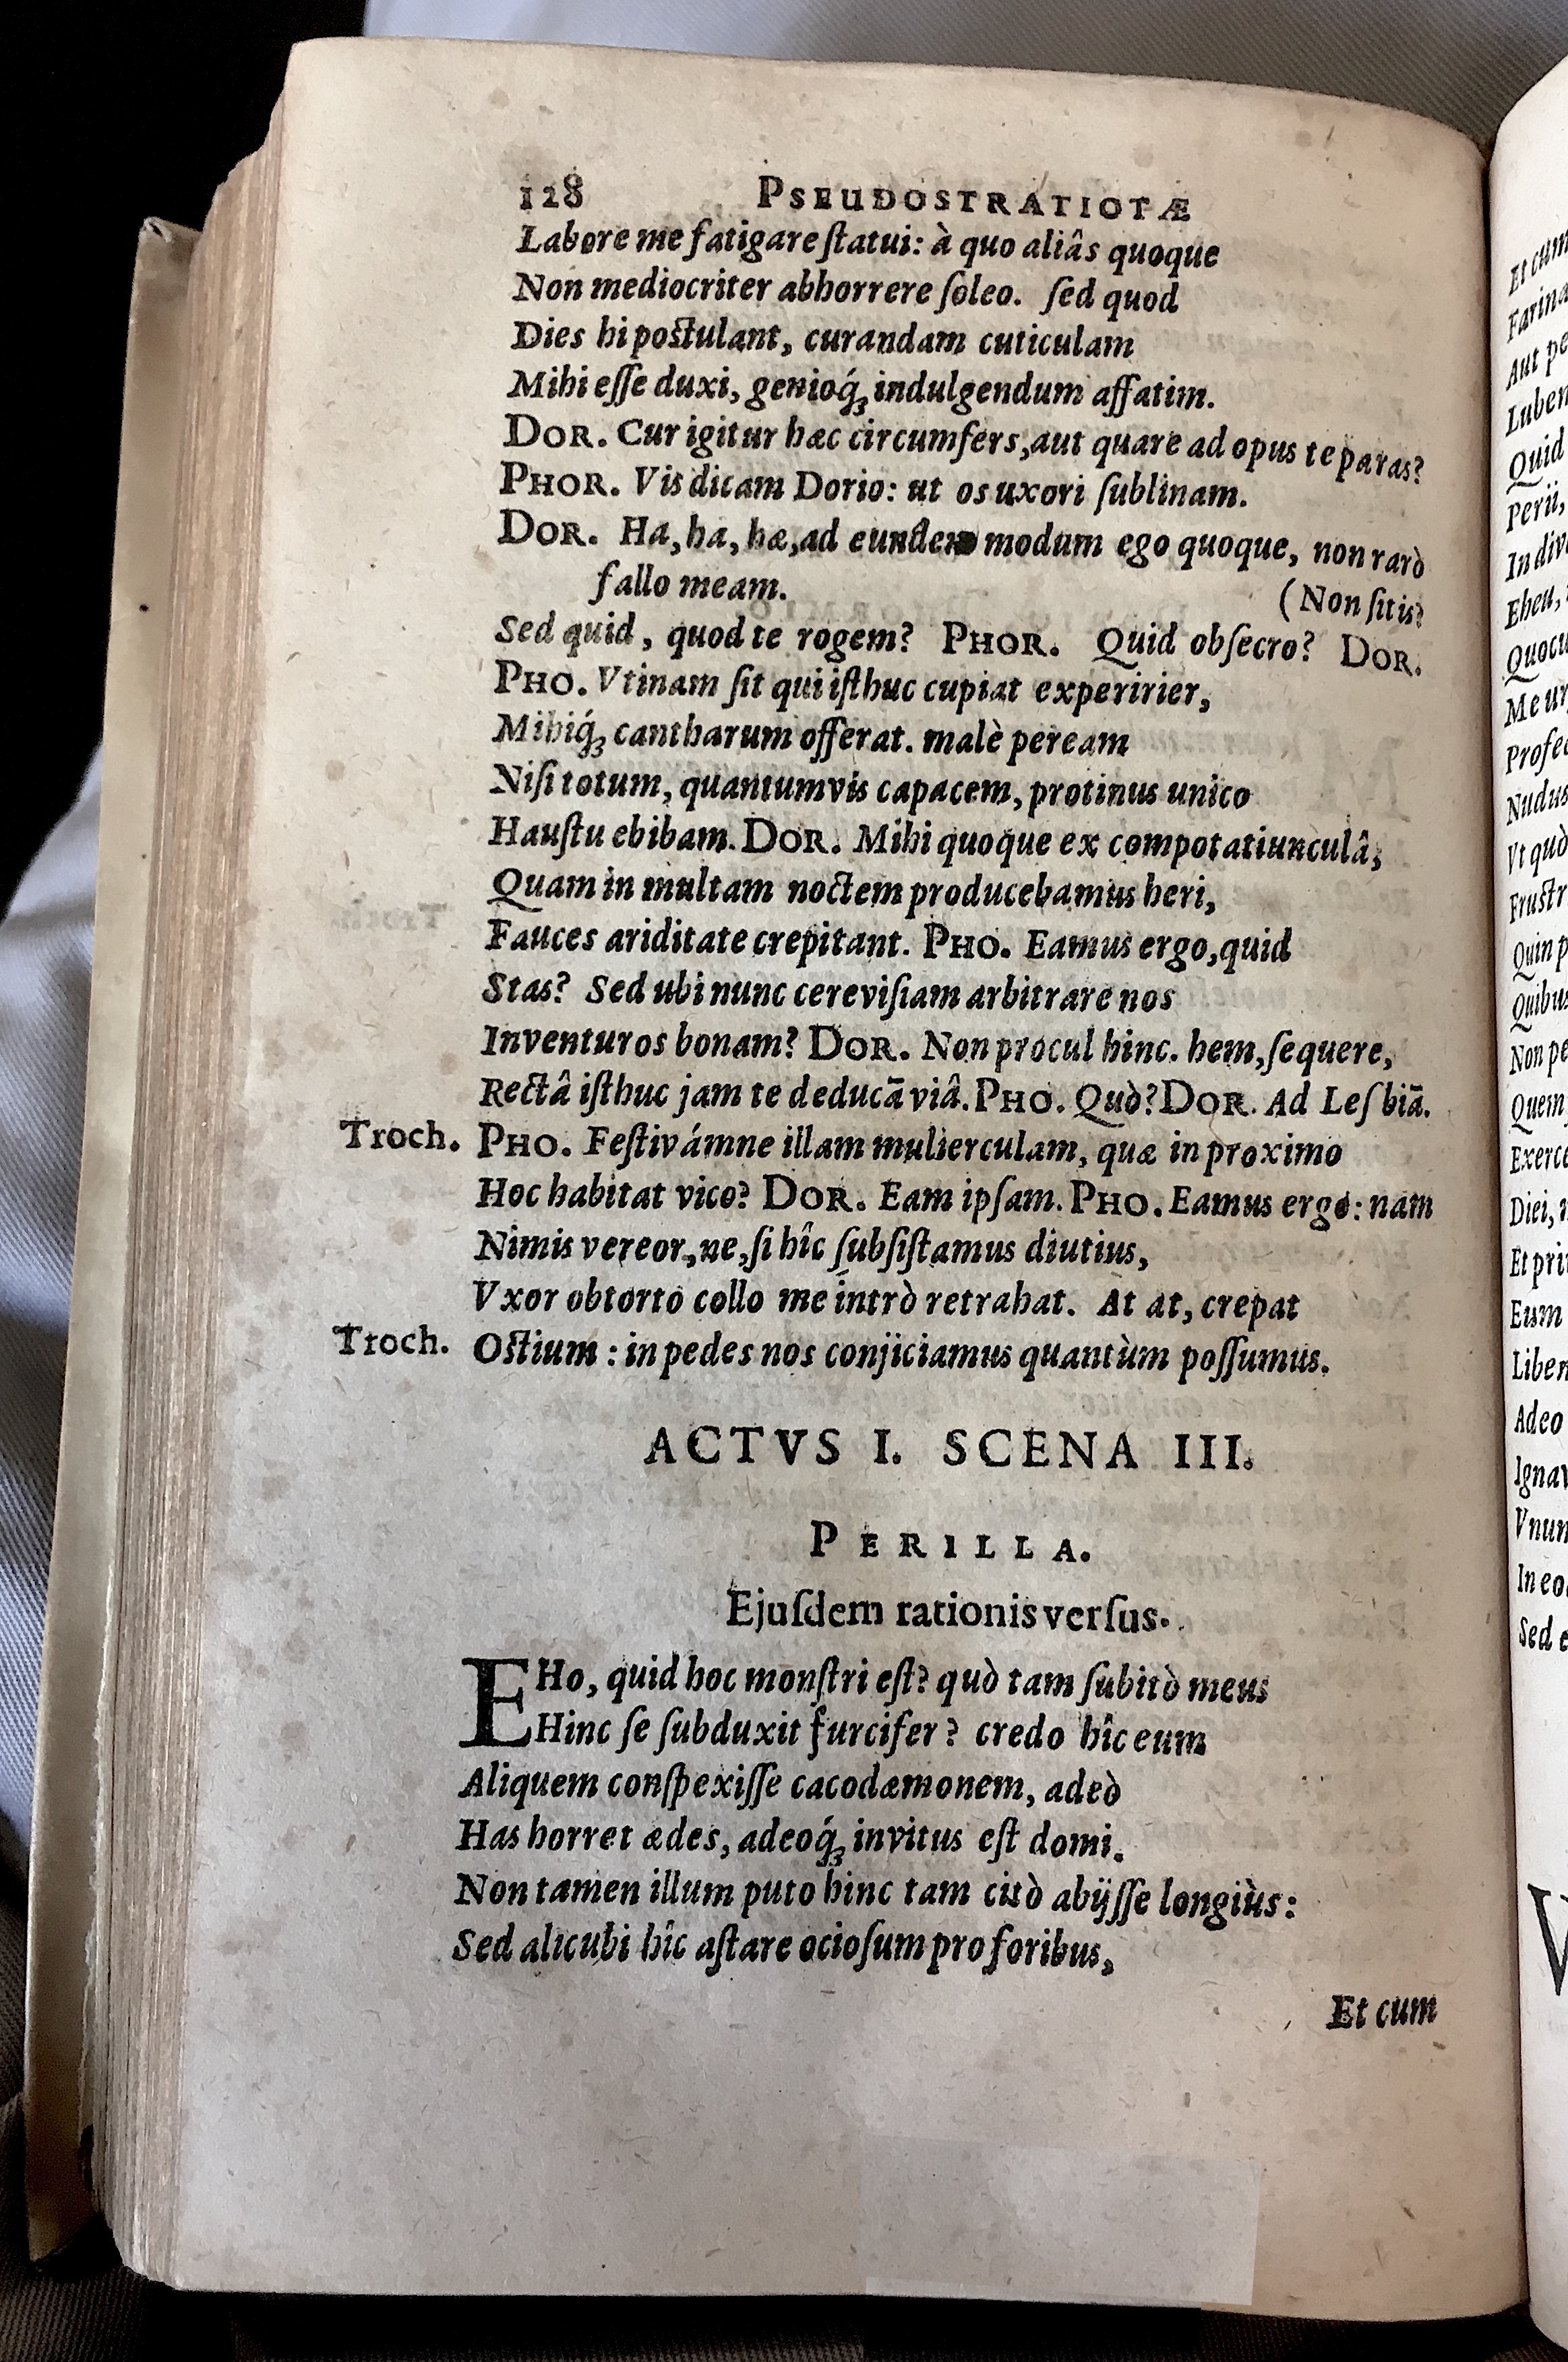 128 PSEUDOSTRATIOTÆ
Labore me fatigare ſtatui: à quo aliâs quoque
Non mediocriter abhorrere ſoleo. ſed quod
Dies hi poſtulant, curandam cuticulam
Mihi eſſe duxi, genioq́; indulgendum affatim.
DOR. Cur igitur hæc circumfers, aut quare ad opus te paras?
PHOR. Vis dicam Dorio: ut os uxori ſublinam.
DOR. Ha, ha, hæ, ad eundem modum ego quoque, non rarò
fallo meam. (Non ſitis?
Sed quid, quod te rogem? PHOR. Quid obſecro? DOR.
PHO. Vtinam ſit qui iſthuc cupiat experirier,
Mihiq́; cantharum offerat. malè peream
Niſi totum, quantumvis capacem, protinus unico
Hauſtu ebibam. DOR. Mihi quoque ex compotatiunculâ,
Quam in multam noctem producebamus heri,
Fauces ariditate crepitant. PHO. Eamus ergo, quid
Stas? Sed ubi nunc cereviſiam arbitrare nos
Inventuros bonam? DOR. Non procul hinc. hem, ſequere,
Rectâ iſthuc jam te deducā viâ. PHO. Quò? DOR. Ad Leſbiā.
Troch. PHO. Feſtivámne illam mulierculam, quæ in proximo
Hoc habitat vico? DOR. Eam ipſam. PHO. Eamus ergo: nam
Nimis vereor, ne, ſi hîc ſubſiſtamus diutius,
Vxor obtorto collo me intrò retrahat. At at, crepat
Troch. Oſtium: in pedes nos conjiciamus quantùm poſſumus.
ACTVS I. SCENA III.
PERILLA.
Ejuſdem rationis verſus.
EHo, quid hoc monſtri eſt? quò tam ſubitò meus
Hinc ſe ſubduxit furcifer? credo hîc eum
Aliquem conſpexiſſe cacodæmonem, adeò
Has horret ædes, adeoq́; invitus eſt domi.
Non tamen illum puto hinc tam citò abijſſe longiùs:
Sed alicubi hîc aſtare ocioſum pro foribus,
Et cum